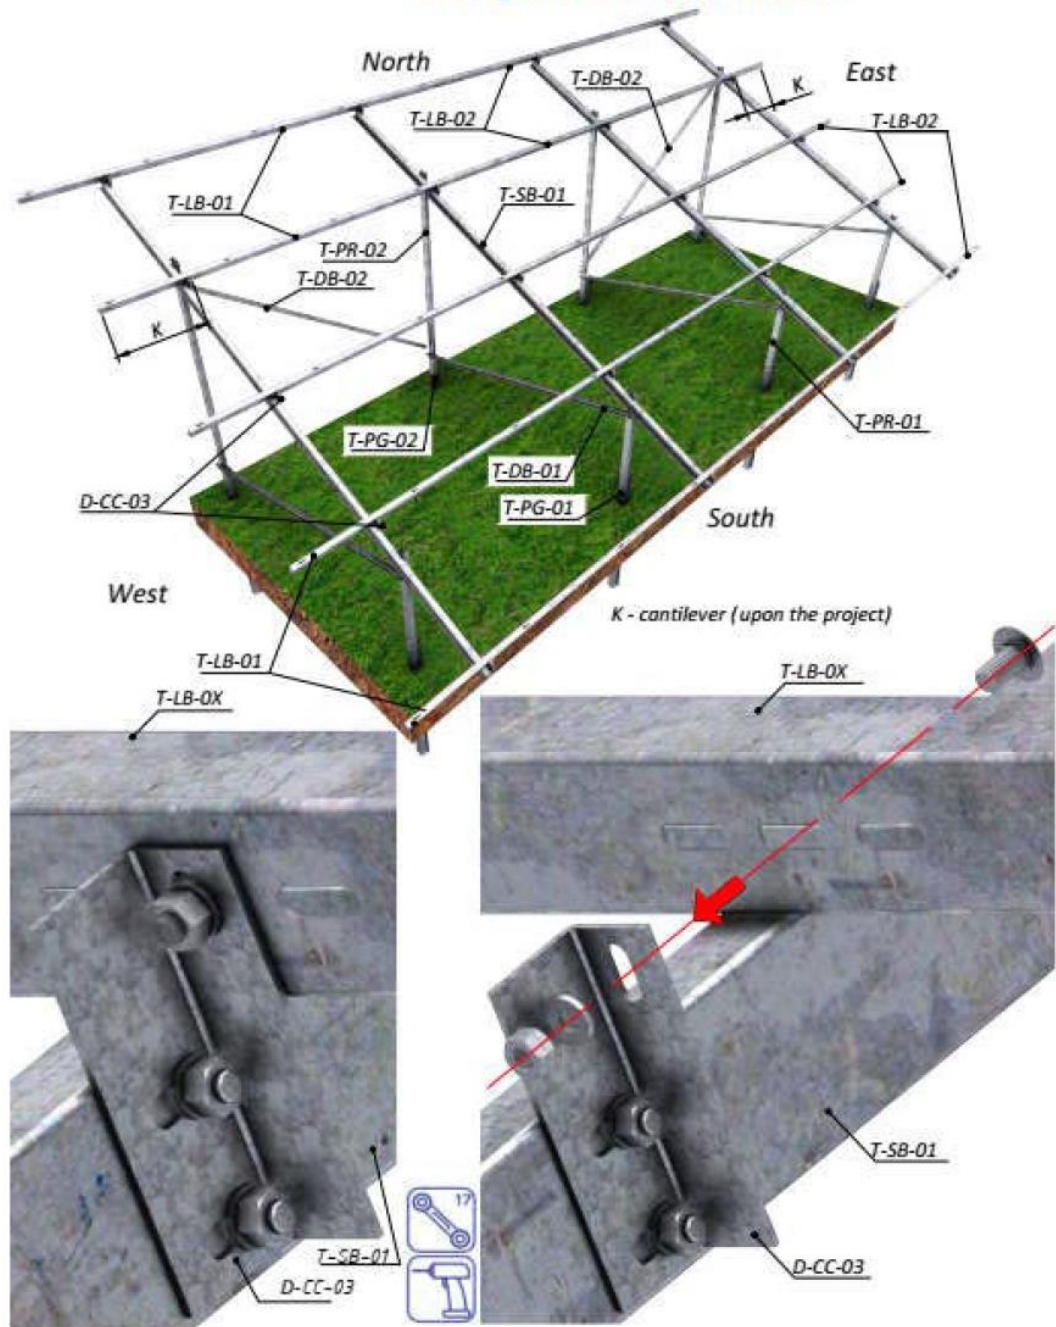 North
East
K
T-DB-02
T-LB-02
T-LB-02
T-LB-01
T-SB-01
T-PR-02
T-DB-02
K
T-PR-01
T-PG-02
T-DB-01
D-CC-03
T-PG-01
South
West
K - cantilever (upon the project)
T-LB-01
T-LB-0X
T-LB-0X
T-SB-01
17
T-SB-01
D-CC-03
D-CC-03